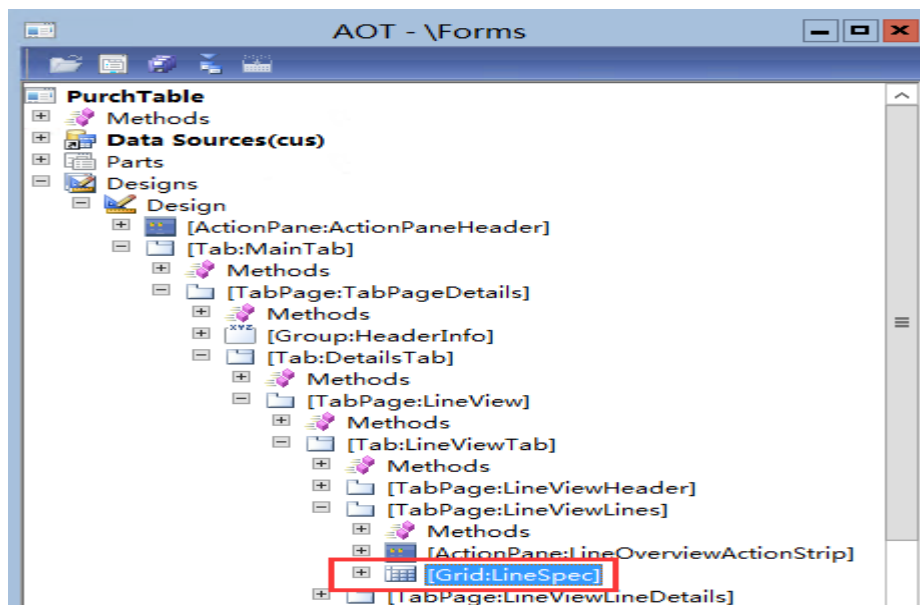 AOT - \Forms
PurchTable
Methods
Data Sources(cus)
Parts
Designs
Design
[ActionPane:ActionPaneHeader]
[Tab:MainTab]
Methods
[TabPage:TabPageDetails]
Methods
XYZ
[Group:HeaderInfo]
[Tab:DetailsTab]
Methods
[TabPage:LineView]
Methods
[Tab:LineViewTab]
Methods
[TabPage:LineViewHeader]
[TabPage:LineViewLines]
Methods
[ActionPane:LineOverviewActionStrip]
[Grid:LineSpec]
[TabPage:LineViewLineDetails]